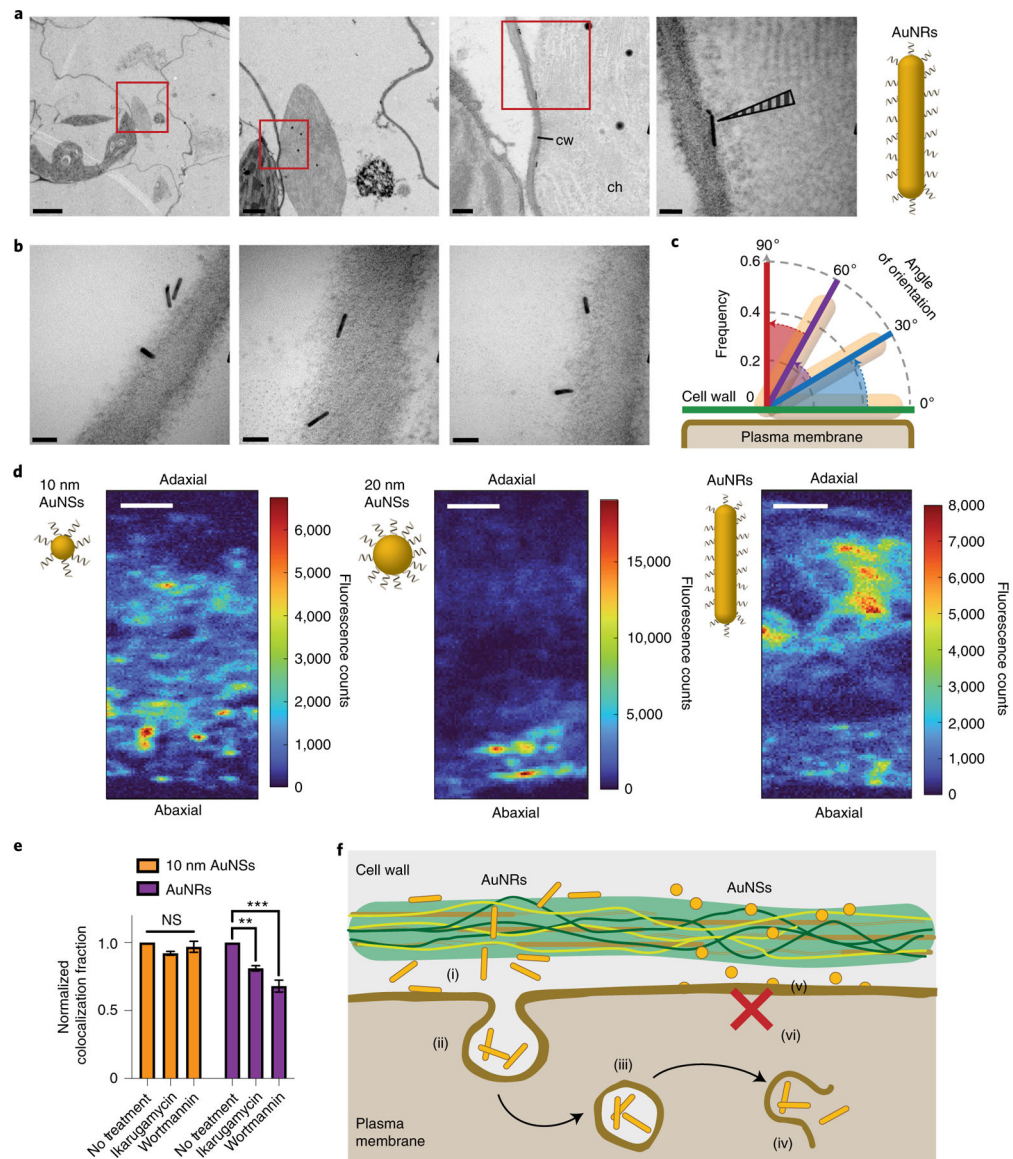 a
AuNRs
cw
ch
b
c
90°
0.6
60°
Angle
of orientation
0.4
30°
Frequency
0.2
Cell wall
0
0°
Plasma membrane
d
10 nm
AuNSs
Adaxial
6,000
5,000
4,000
3,000
2,000
1,000
0
Fluorescence counts
Abaxial
20 nm
AuNSs
Adaxial
15,000
10,000
5,000
0
Fluorescence counts
Abaxial
AuNRs
Adaxial
8,000
7,000
6,000
5,000
4,000
3,000
2,000
1,000
0
Fluorescence counts
Abaxial
e
10 nm AuNSs
AuNRs
NS
***
**
1.0
0.5
0
Normalized
colocalization fraction
No treatment
Ikarugamycin
Wortmannin
No treatment
Ikarugamycin
Wortmannin
f
Cell wall
AuNRs
AuNSs
(i)
(v)
(ii)
(vi)
(iii)
(iv)
Plasma
membrane